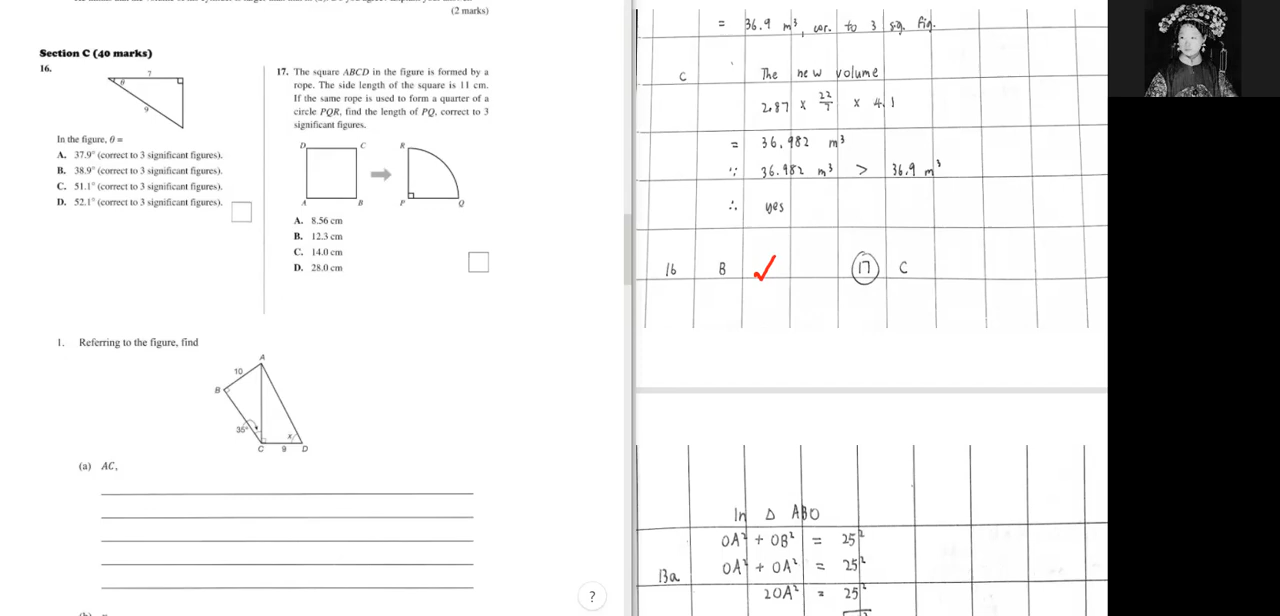 (2 marks)
Section C (40 marks)
16.
7
θ
9
In the figure, θ =
A. 37.9° (correct to 3 significant figures).
B. 38.9° (correct to 3 significant figures).
C. 51.1° (correct to 3 significant figures).
D. 52.1° (correct to 3 significant figures).
17. The square ABCD in the figure is formed by a
rope. The side length of the square is 11 cm.
If the same rope is used to form a quarter of a
circle PQR, find the length of PQ, correct to 3
significant figures.
D C R
A B P Q
A. 8.56 cm
B. 12.3 cm
C. 14.0 cm
D. 28.0 cm
1. Referring to the figure, find
A
10
B
35°
x
C 9 D
(a) AC,
?
= 36.9 m³, cor. to 3 sg. fig.
C The new volume
2.87 × 22/7 × 4.1
= 36.982 m³
∵ 36.982 m³ > 36.9 m³
∴ yes
16 B ✓ 17 C
In Δ ABO
OA² + OB² = 25²
13a OA² + OA² = 25²
2OA² = 25²